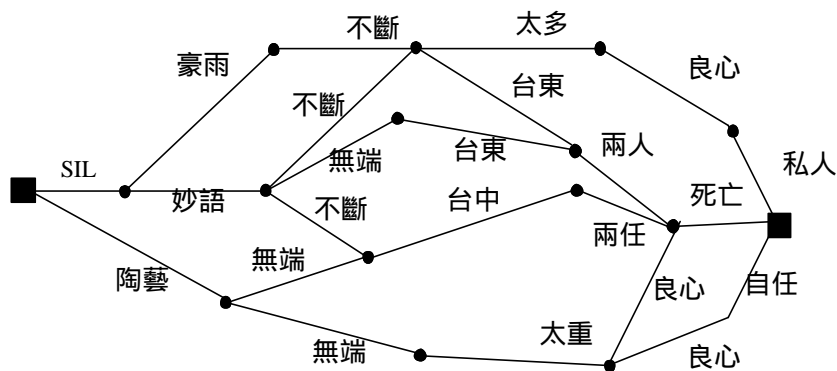 不斷
太多
豪雨
良心
台東
不斷
無端
台東
兩人
私人
SIL
妙語
不斷
台中
死亡
兩任
無端
陶藝
良心
自任
太重
無端
良心